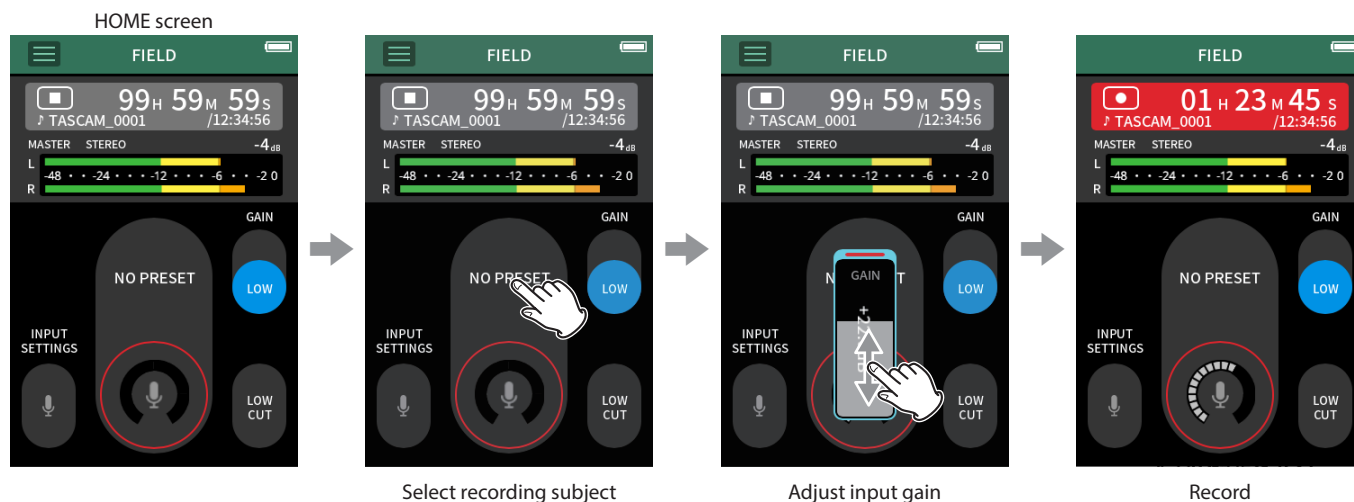 HOME screen
FIELD
99H 59M 59S
♪ TASCAM_0001 /12:34:56
MASTER STEREO -4dB
L
-48 · · -24 · · · · -12 · · · · -6 · · -2 0
R
GAIN
NO PRESET
LOW
INPUT
SETTINGS
LOW
CUT
FIELD
99H 59M 59S
♪ TASCAM_0001 /12:34:56
MASTER STEREO -4dB
L
-48 · · -24 · · · · -12 · · · · -6 · · -2 0
R
GAIN
NO PRESET
LOW
INPUT
SETTINGS
LOW
CUT
Select recording subject
FIELD
99H 59M 59S
♪ TASCAM_0001 /12:34:56
MASTER STEREO -4dB
L
-48 · · -24 · · · · -12 · · · · -6 · · -2 0
R
GAIN
GAIN
LOW
INPUT
SETTINGS
LOW
CUT
Adjust input gain
FIELD
01H 23M 45S
♪ TASCAM_0001 /12:34:56
MASTER STEREO -4dB
L
-48 · · -24 · · · · -12 · · · · -6 · · -2 0
R
GAIN
NO PRESET
LOW
INPUT
SETTINGS
LOW
CUT
Record